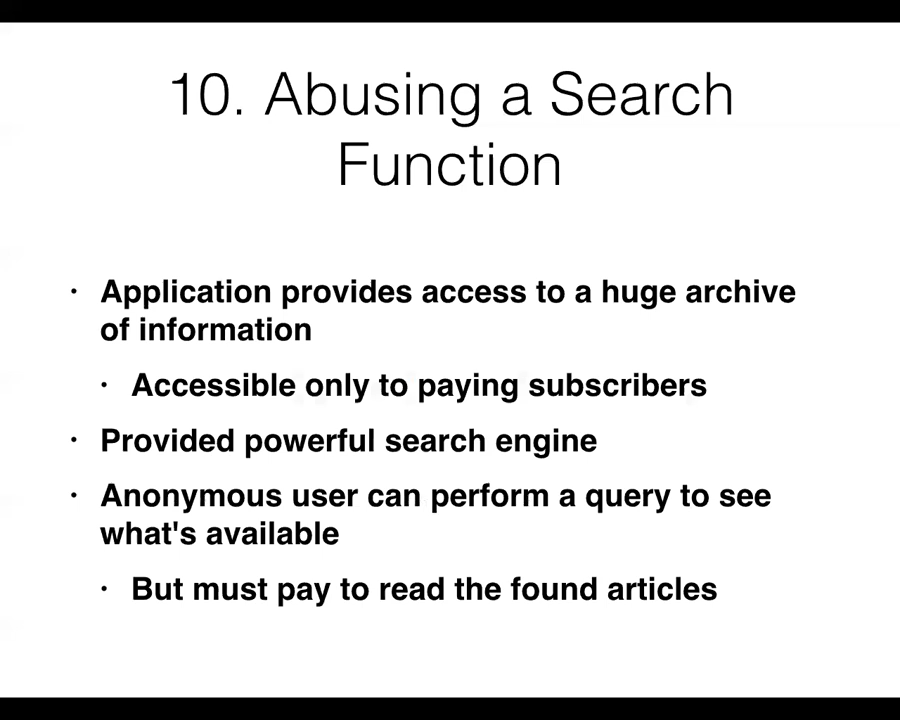 10. Abusing a Search
Function
• Application provides access to a huge archive
of information
• Accessible only to paying subscribers
• Provided powerful search engine
• Anonymous user can perform a query to see
what's available
• But must pay to read the found articles